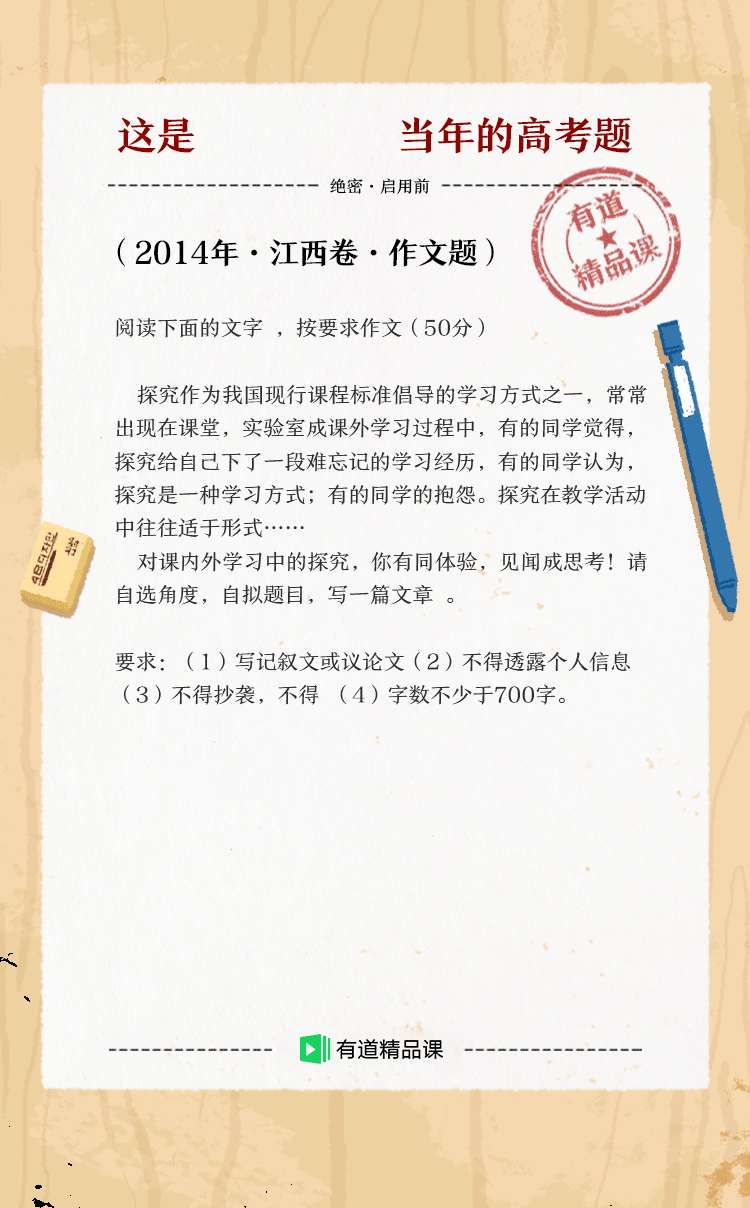 这是 当年的高考题
绝密·启用前
有道
精品课
（2014年·江西卷·作文题）
阅读下面的文字 ，按要求作文（50分）
探究作为我国现行课程标准倡导的学习方式之一，常常
出现在课堂，实验室成课外学习过程中，有的同学觉得，
探究给自己下了一段难忘记的学习经历，有的同学认为，
探究是一种学习方式；有的同学的抱怨。探究在教学活动
中往往适于形式……
对课内外学习中的探究，你有同体验，见闻成思考！请
自选角度，自拟题目，写一篇文章 。
要求：（1）写记叙文或议论文（2）不得透露个人信息
（3）不得抄袭，不得 （4）字数不少于700字。
有道精品课